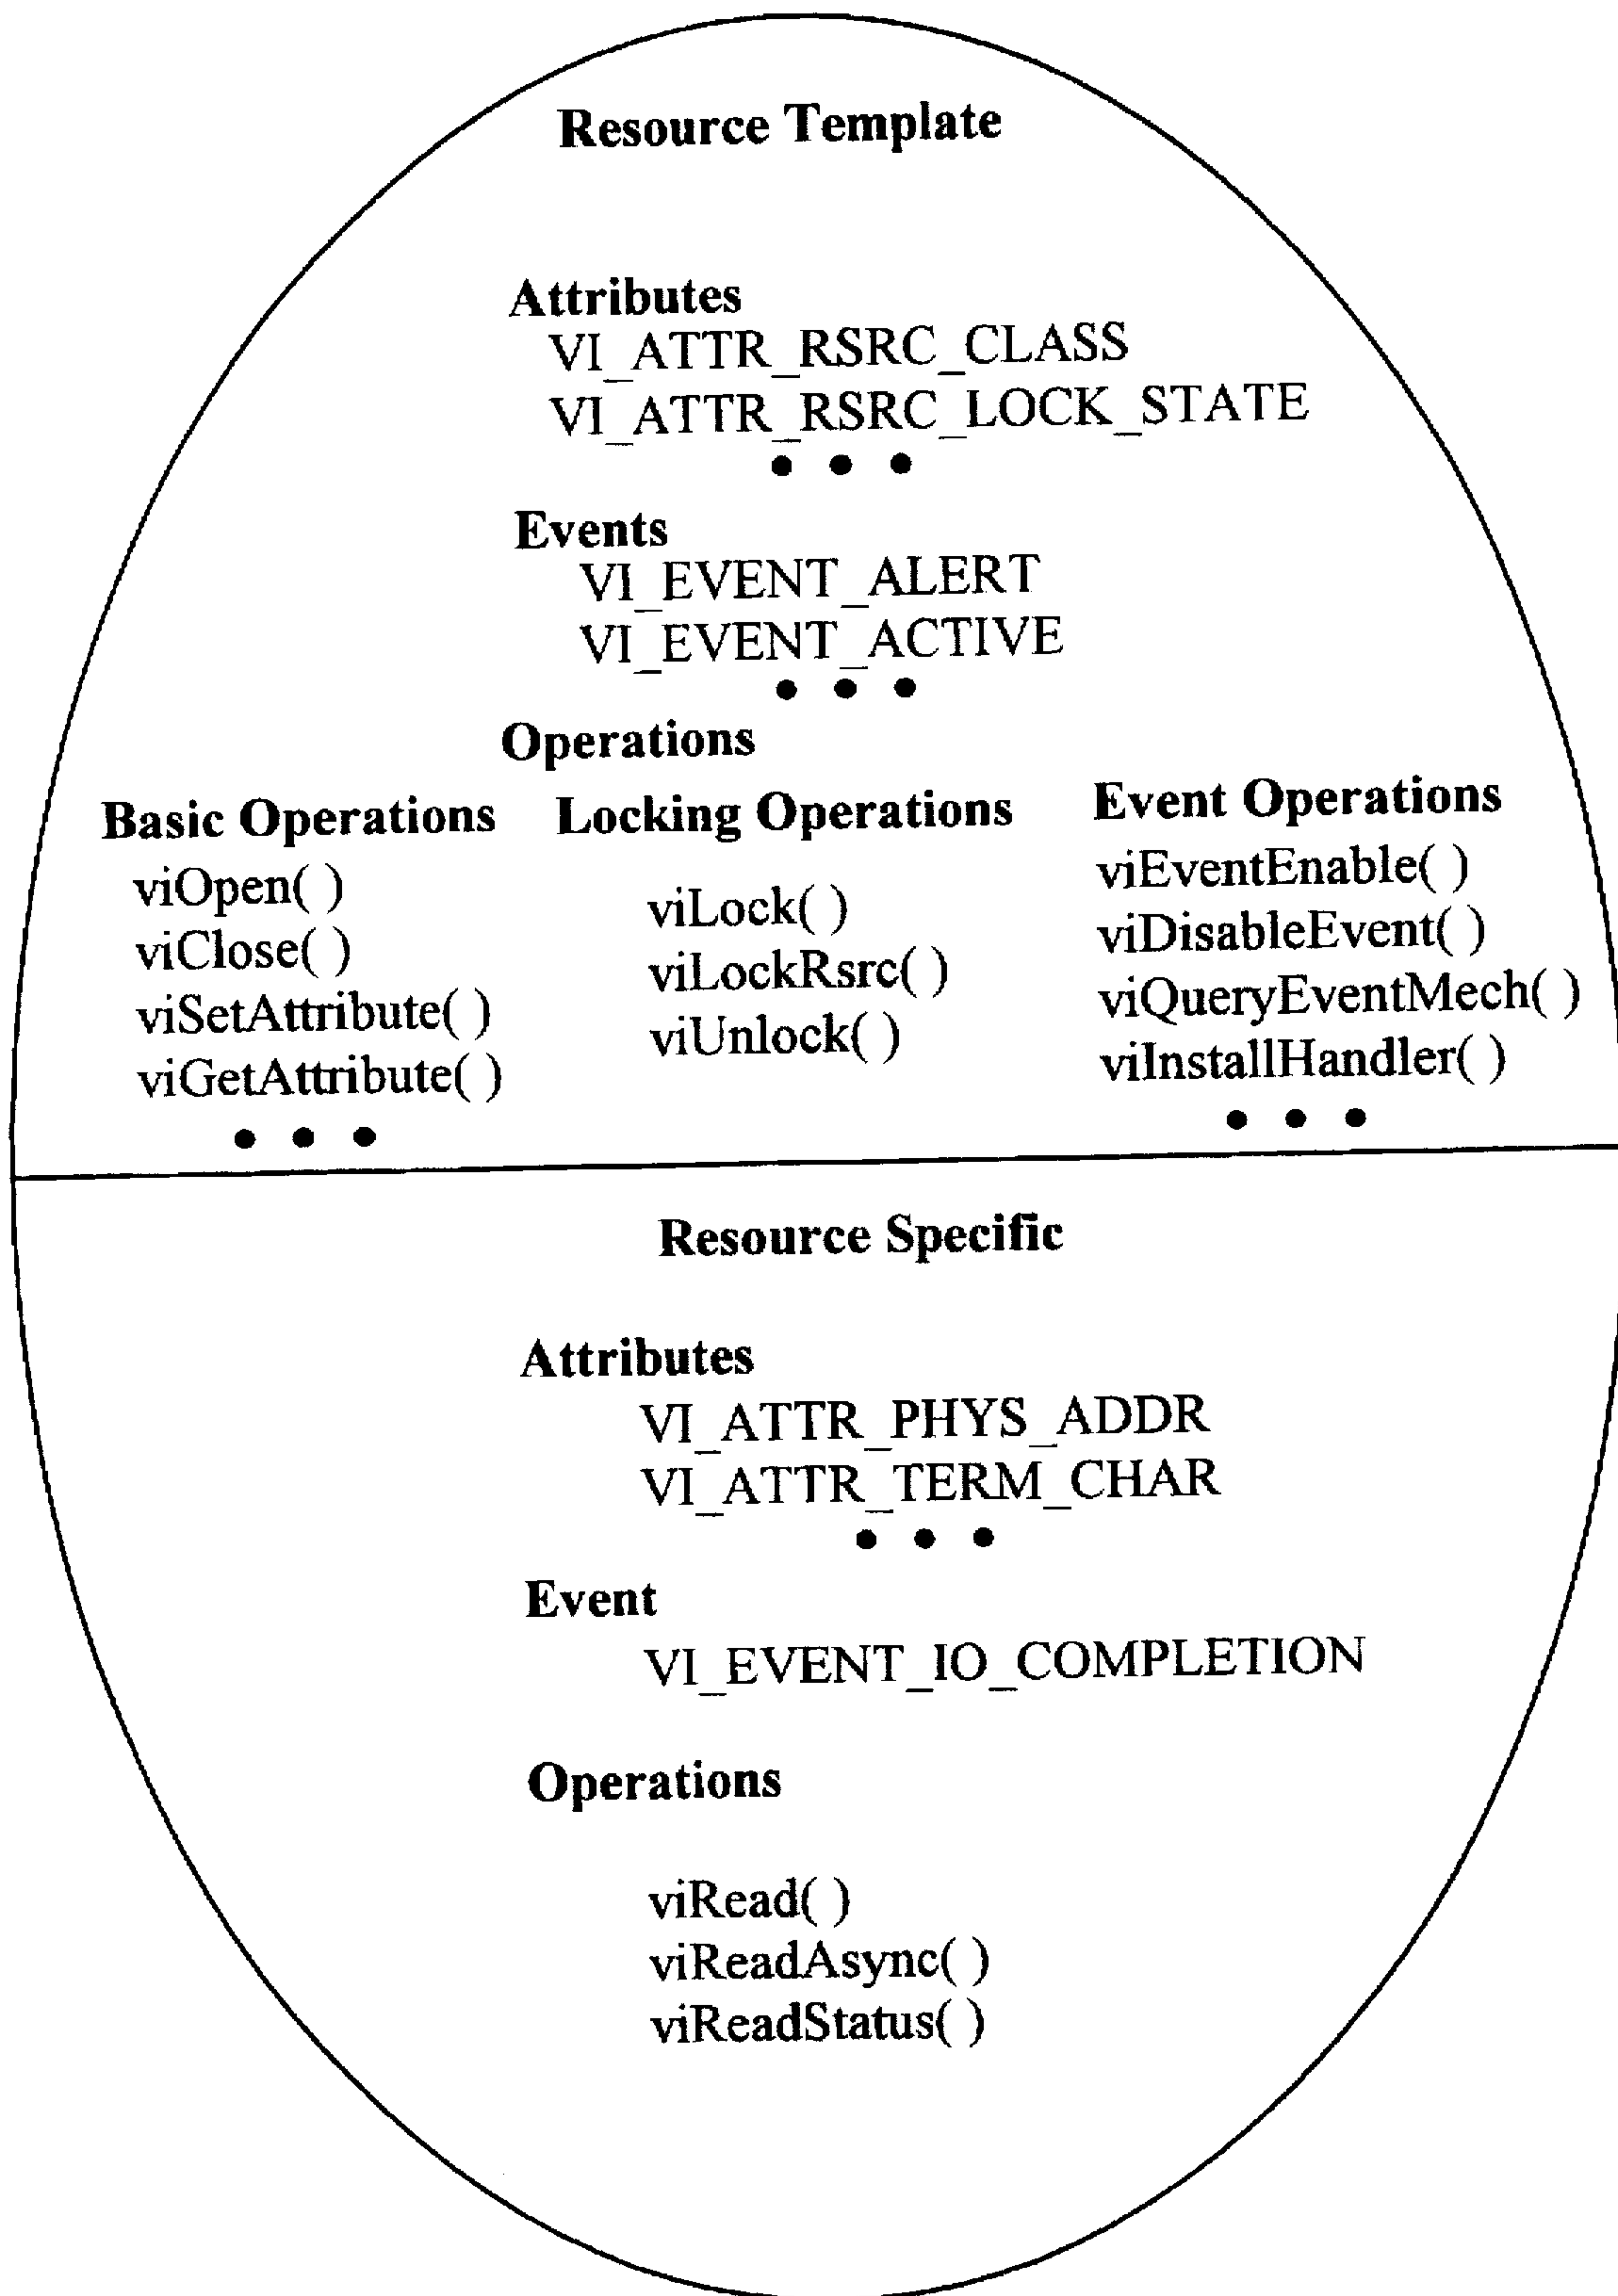 Resource Template
Attributes
VI_ATTR_RSRC_CLASS
VI_ATTR_RSRC_LOCK_STATE
• • •
Events
VI_EVENT_ALERT
VI_EVENT_ACTIVE
• • •
Operations
Basic Operations
viOpen( )
viClose( )
viSetAttribute( )
viGetAttribute( )
• • •
Locking Operations
viLock( )
viLockRsrc( )
viUnlock( )
Event Operations
viEventEnable( )
viDisableEvent( )
viQueryEventMech( )
viInstallHandler( )
• • •
Resource Specific
Attributes
VI_ATTR_PHYS_ADDR
VI_ATTR_TERM_CHAR
• • •
Event
VI_EVENT_IO_COMPLETION
Operations
viRead( )
viReadAsync( )
viReadStatus( )